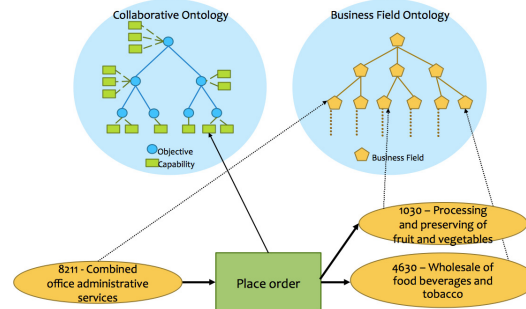 Collaborative Ontology
Business Field Ontology
Objective
Capability
Business Field
1030 – Processing
and preserving of
fruit and vegetables
8211 - Combined
office administrative
services
Place order
4630 – Wholesale of
food beverages and
tobacco